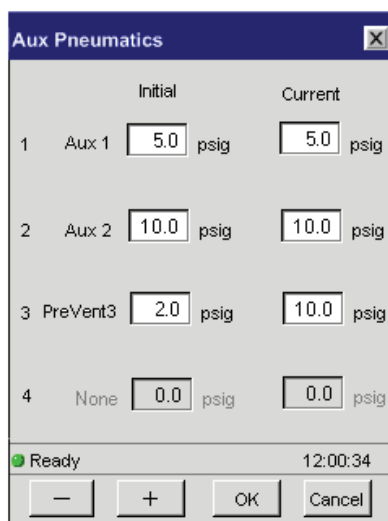 Aux Pneumatics
Initial Current
1 Aux 1 5.0 psig 5.0 psig
2 Aux 2 10.0 psig 10.0 psig
3 PreVent3 2.0 psig 10.0 psig
4 None 0.0 psig 0.0 psig
Ready 12:00:34
− + OK Cancel